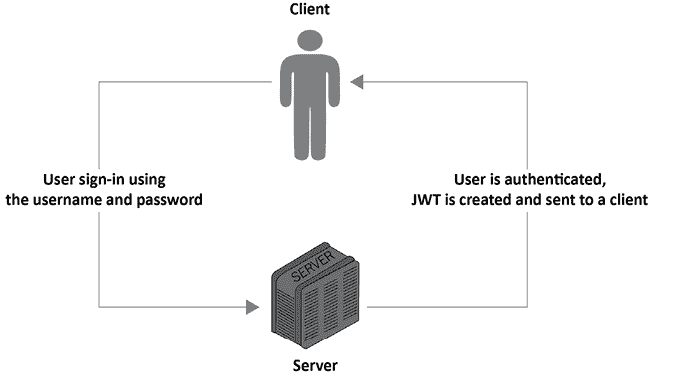 Client
User sign-in using
the username and password
User is authenticated,
JWT is created and sent to a client
SERVER
Server